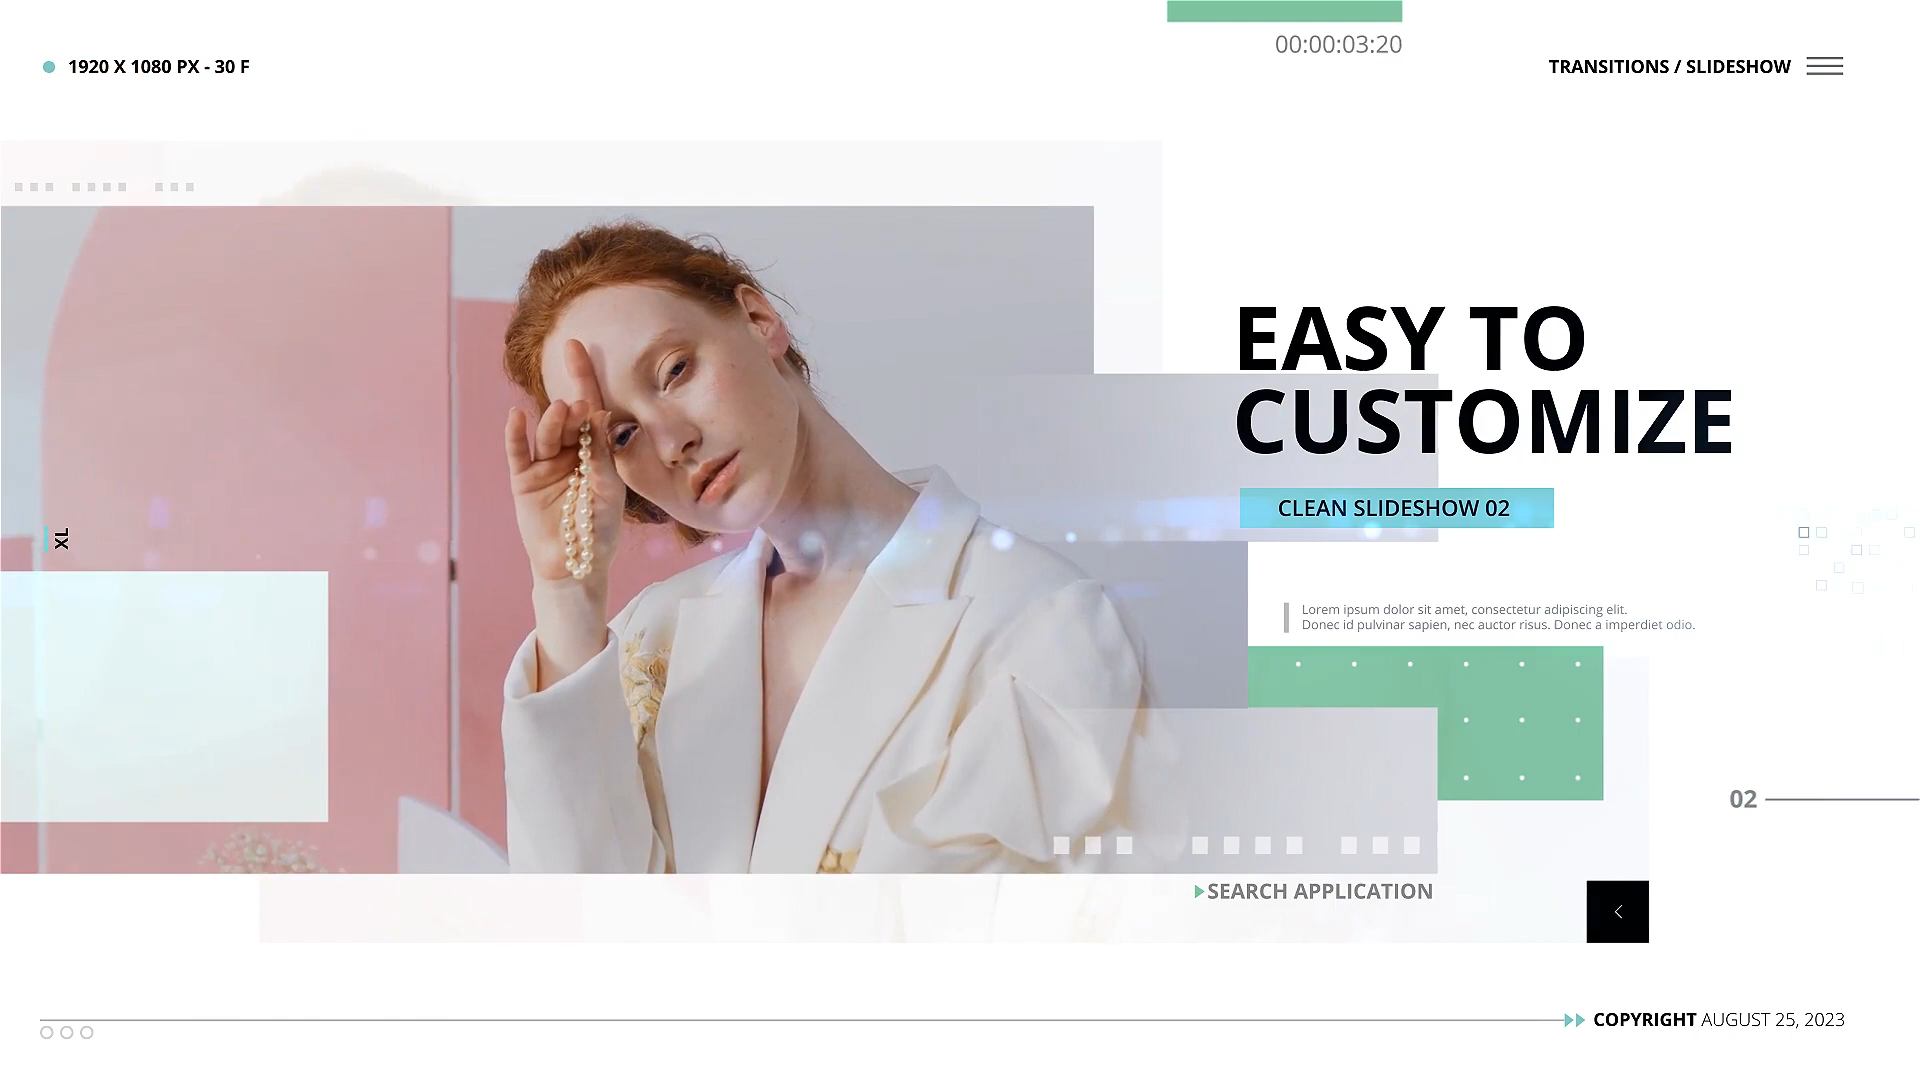 00:00:03:20
1920 X 1080 PX - 30 F
TRANSITIONS / SLIDESHOW
EASY TO
CUSTOMIZE
CLEAN SLIDESHOW 02
XL
Lorem ipsum dolor sit amet, consectetur adipiscing elit.
Donec id pulvinar sapien, nec auctor risus. Donec a imperdiet odio.
02
SEARCH APPLICATION
COPYRIGHT AUGUST 25, 2023